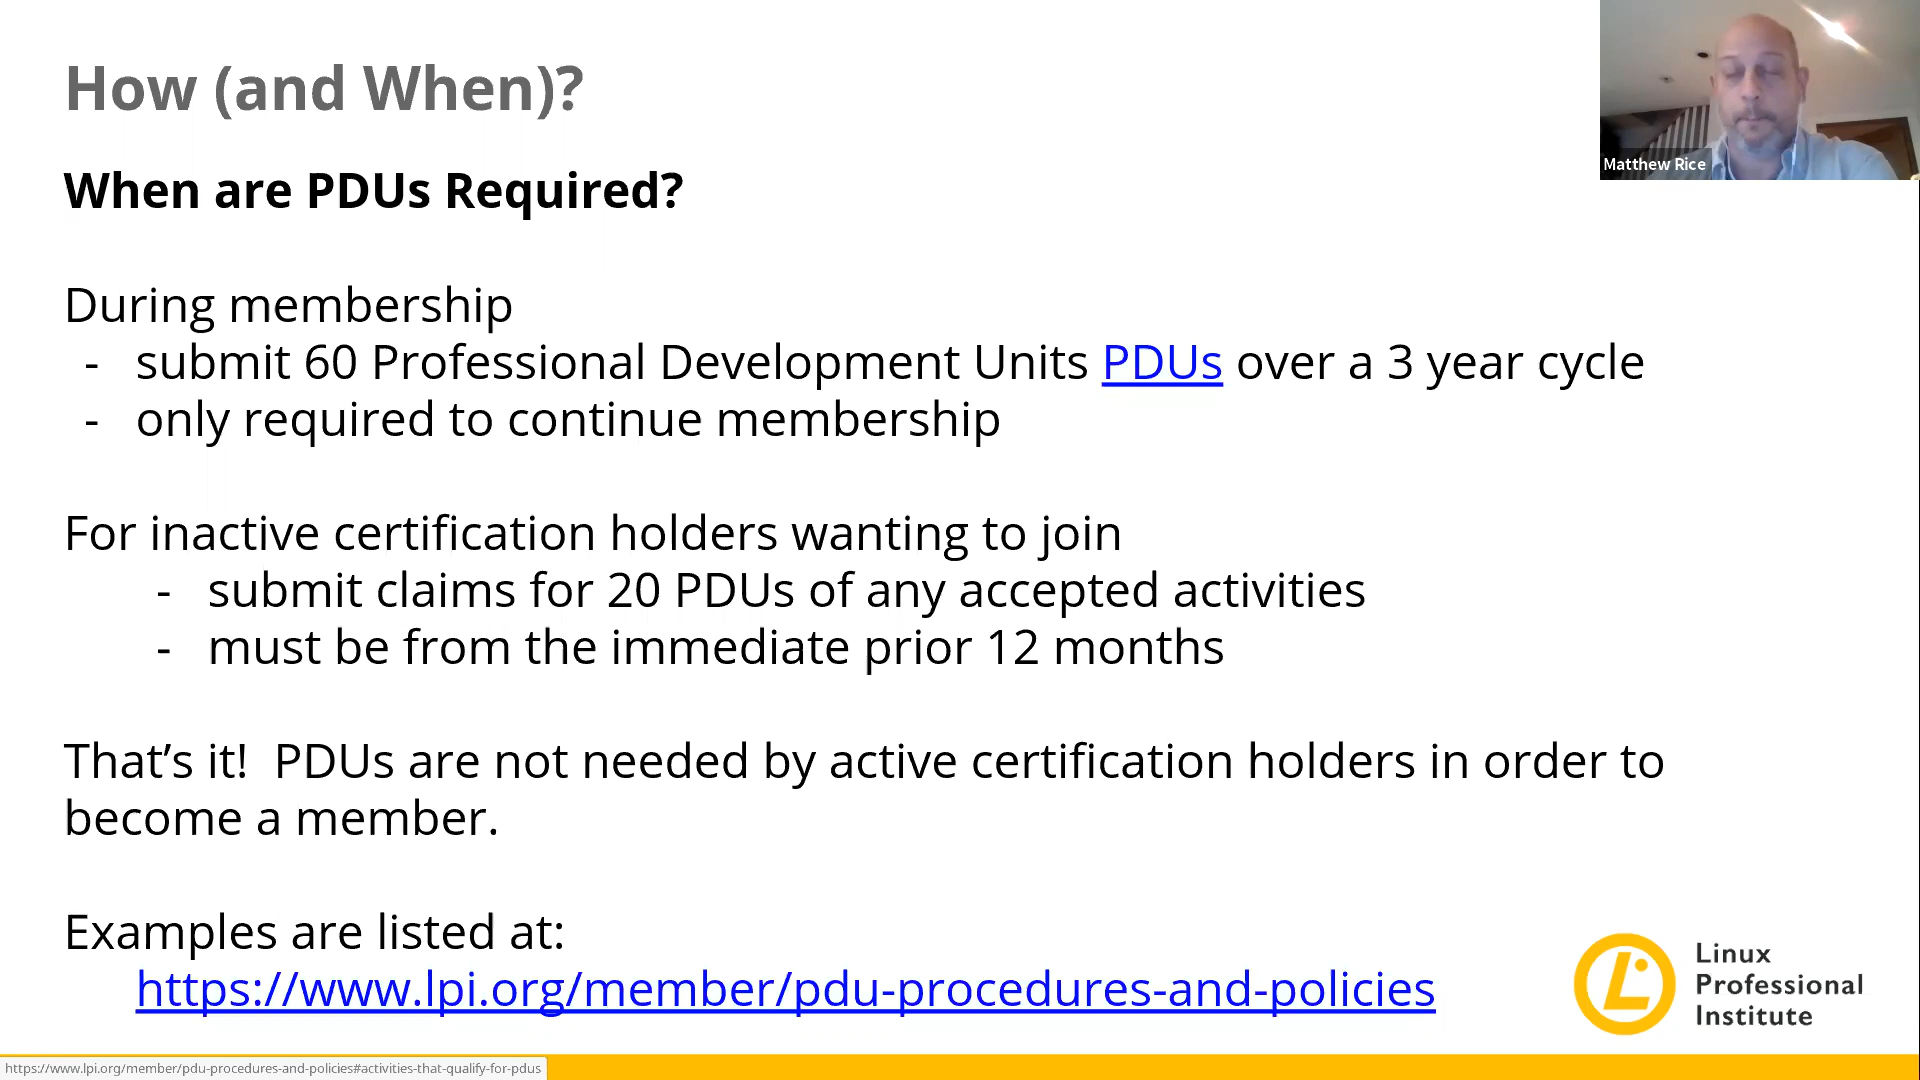 How (and When)?
Matthew Rice
When are PDUs Required?
During membership
- submit 60 Professional Development Units PDUs over a 3 year cycle
- only required to continue membership
For inactive certification holders wanting to join
- submit claims for 20 PDUs of any accepted activities
- must be from the immediate prior 12 months
That’s it!  PDUs are not needed by active certification holders in order to
become a member.
Examples are listed at:
https://www.lpi.org/member/pdu-procedures-and-policies
Linux
Professional
Institute
https://www.lpi.org/member/pdu-procedures-and-policies#activities-that-qualify-for-pdus